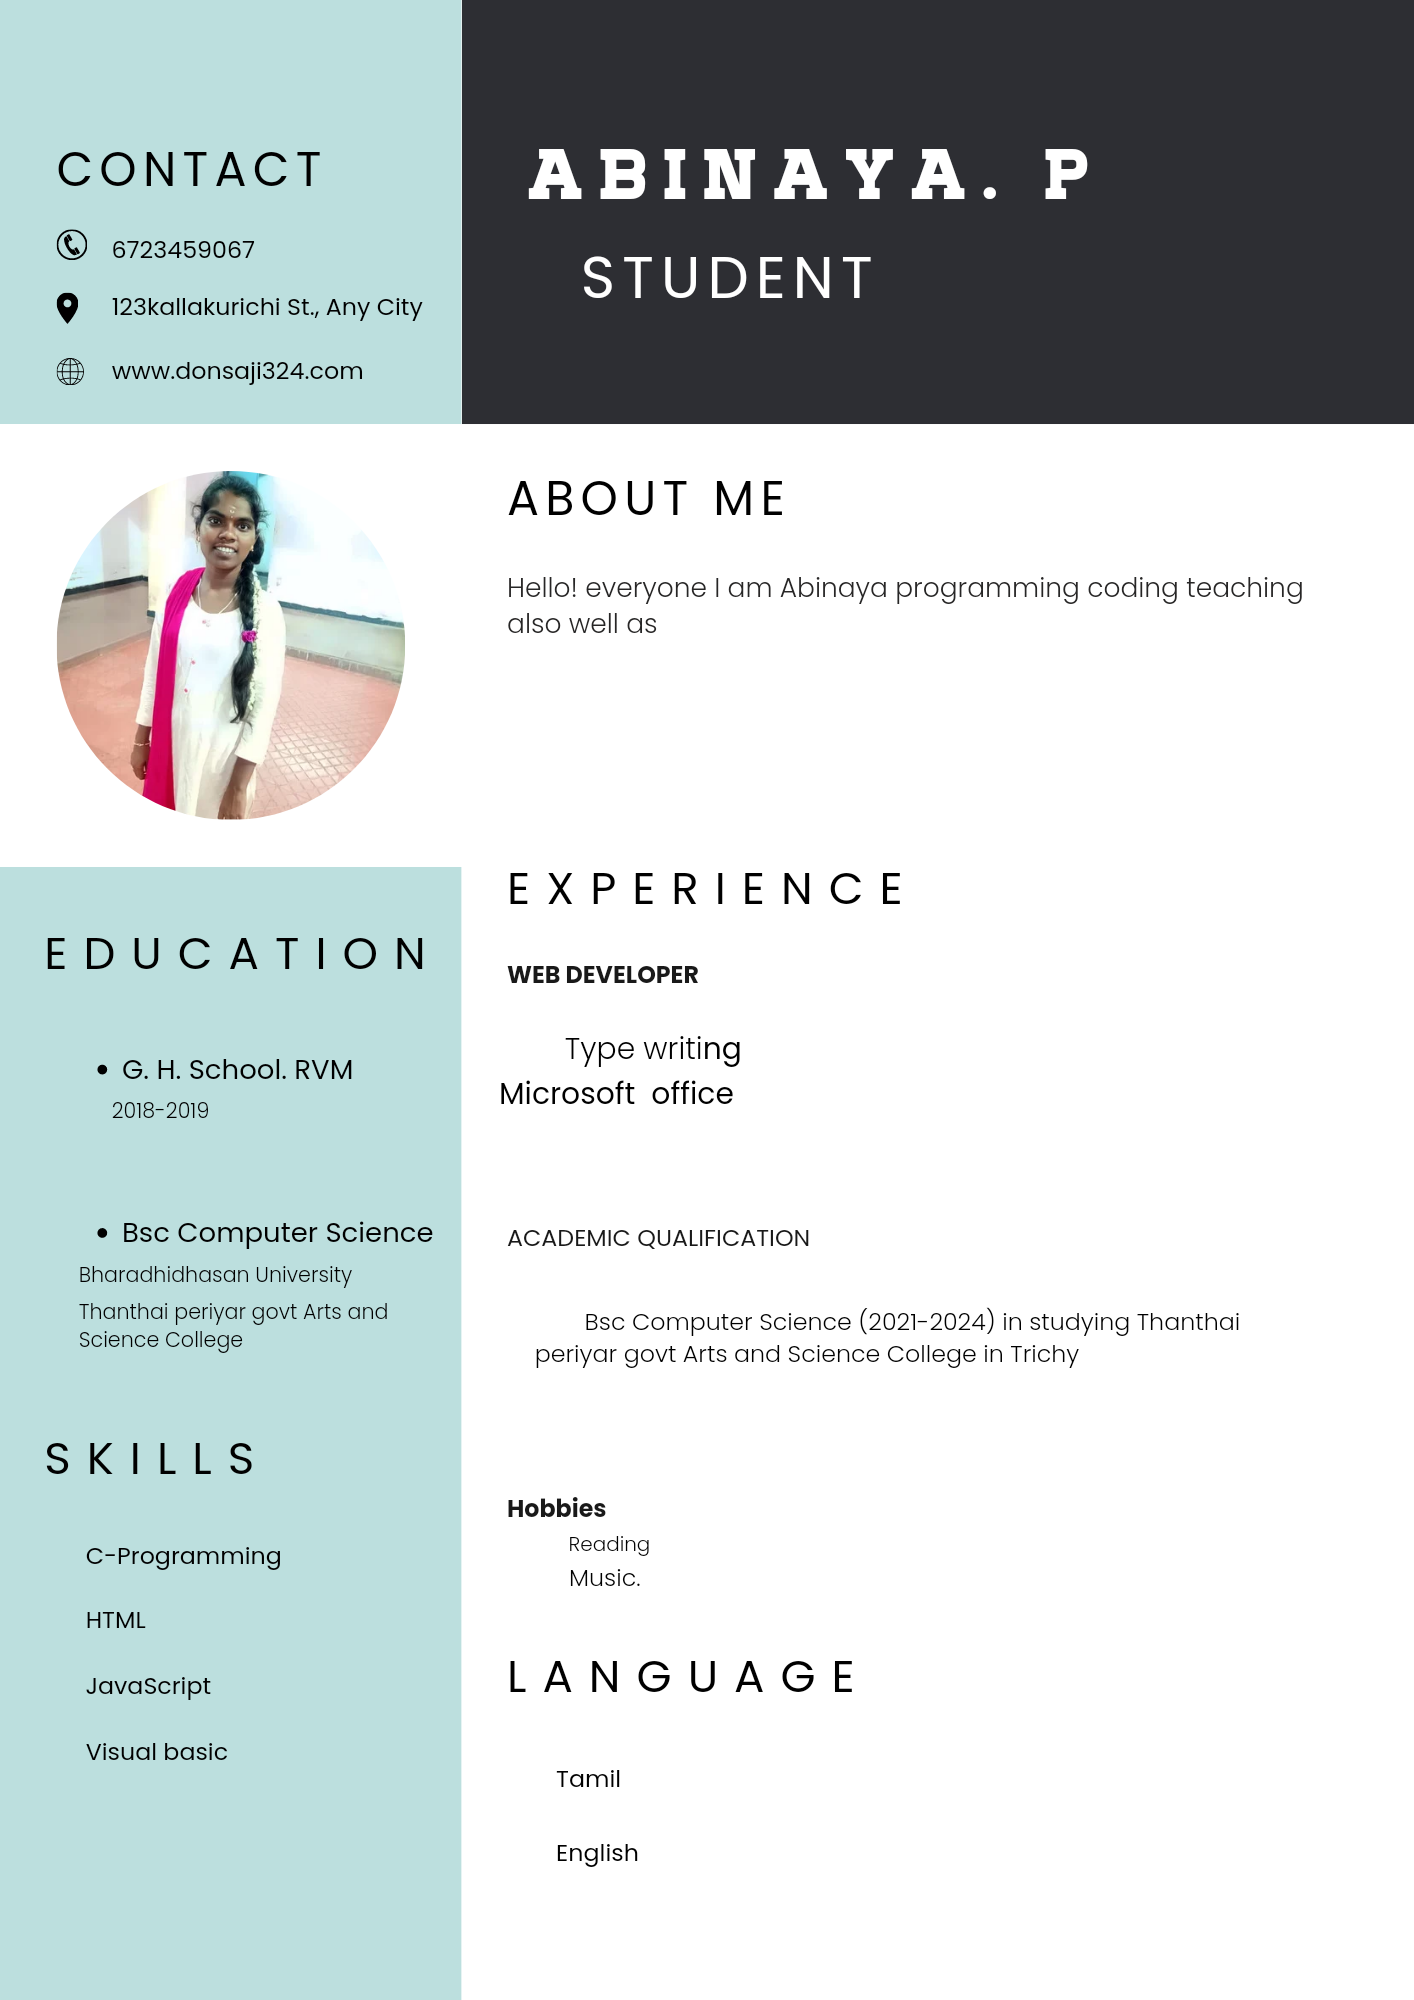 CONTACT
6723459067
123kallakurichi St., Any City
www.donsaji324.com
ABINAYA. P
STUDENT
ABOUT ME
Hello! everyone I am Abinaya programming coding teaching
also well as
EDUCATION
G. H. School. RVM
2018-2019
Bsc Computer Science
Bharadhidhasan University
Thanthai periyar govt Arts and
Science College
SKILLS
C-Programming
HTML
JavaScript
Visual basic
EXPERIENCE
WEB DEVELOPER
Type writing
Microsoft office
ACADEMIC QUALIFICATION
Bsc Computer Science (2021-2024) in studying Thanthai
periyar govt Arts and Science College in Trichy
Hobbies
Reading
Music.
LANGUAGE
Tamil
English